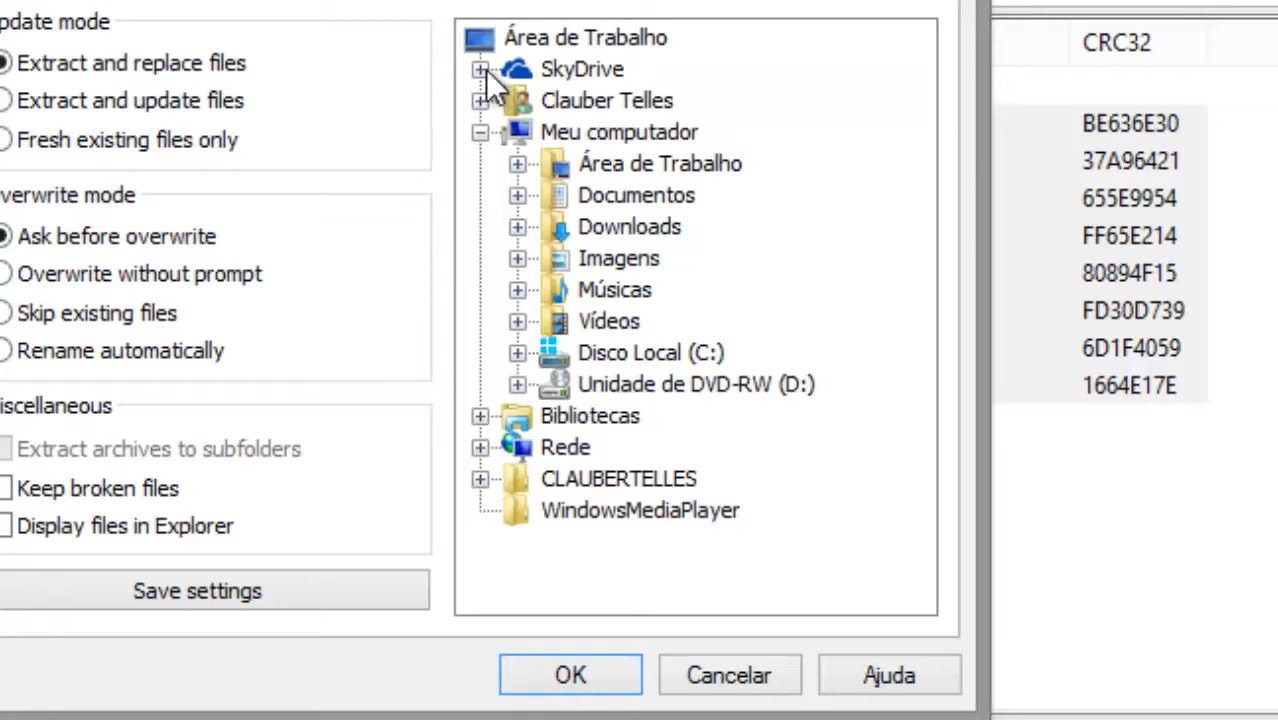 pdate mode
Extract and replace files
Extract and update files
Fresh existing files only
verwrite mode
Ask before overwrite
Overwrite without prompt
Skip existing files
Rename automatically
iscellaneous
Extract archives to subfolders
Keep broken files
Display files in Explorer
Save settings
Área de Trabalho
SkyDrive
Clauber Telles
Meu computador
Área de Trabalho
Documentos
Downloads
Imagens
Músicas
Vídeos
Disco Local (C:)
Unidade de DVD-RW (D:)
Bibliotecas
Rede
CLAUBERTELLES
WindowsMediaPlayer
OK
Cancelar
Ajuda
CRC32
BE636E30
37A96421
655E9954
FF65E214
80894F15
FD30D739
6D1F4059
1664E17E